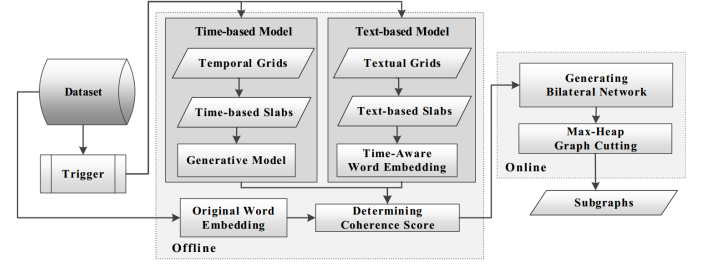 Dataset
Trigger
Time-based Model
Temporal Grids
Time-based Slabs
Generative Model
Text-based Model
Textual Grids
Text-based Slabs
Time-Aware
Word Embedding
Original Word
Embedding
Determining
Coherence Score
Offline
Generating
Bilateral Network
Max-Heap
Graph Cutting
Online
Subgraphs